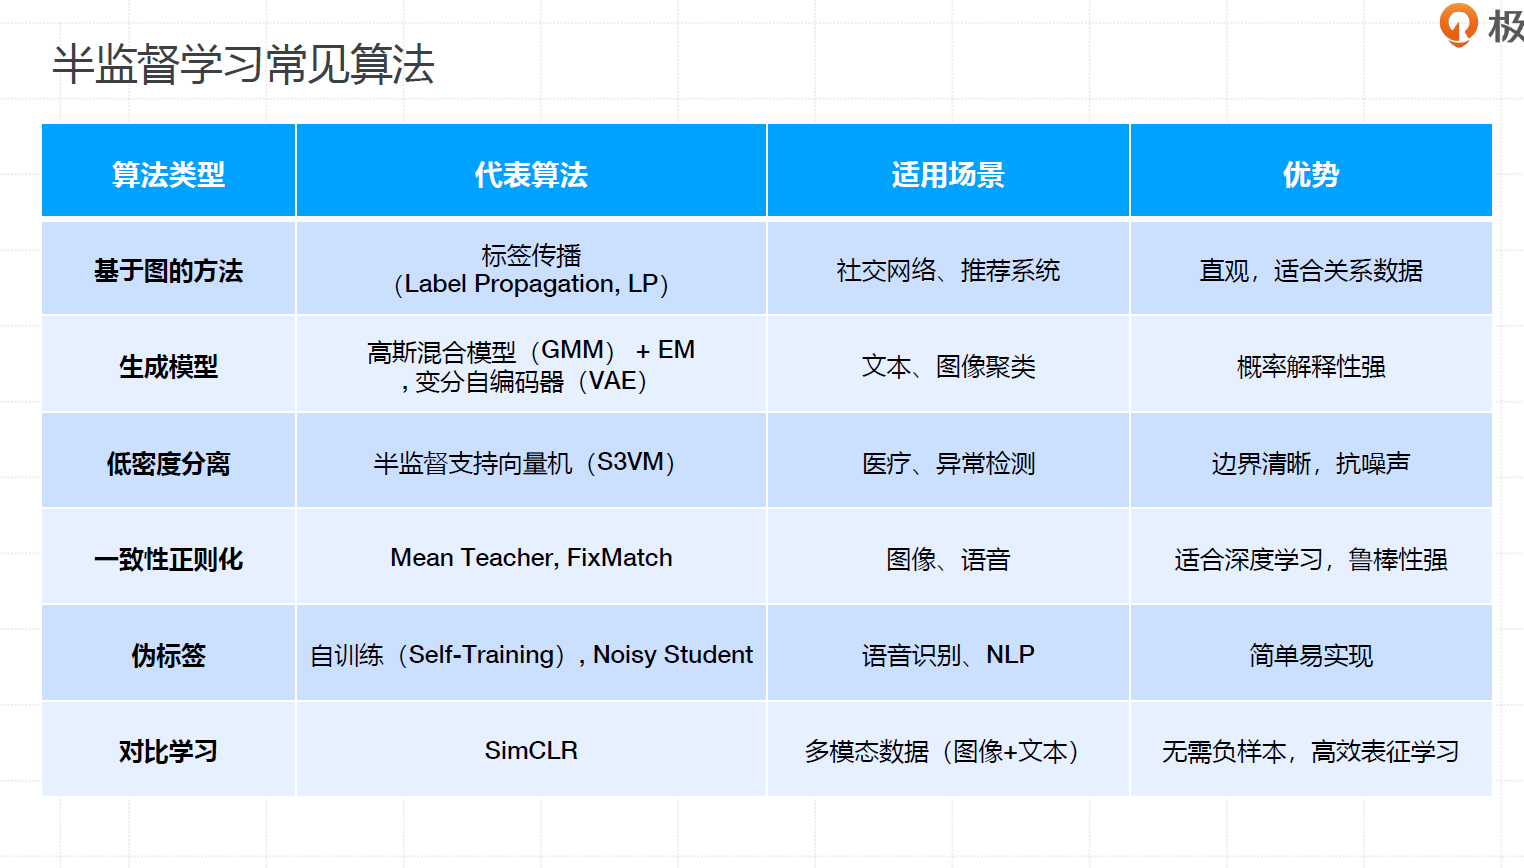 极
半监督学习常见算法
算法类型 代表算法 适用场景 优势
基于图的方法 标签传播
（Label Propagation, LP） 社交网络、推荐系统 直观，适合关系数据
生成模型 高斯混合模型（GMM） + EM
, 变分自编码器（VAE） 文本、图像聚类 概率解释性强
低密度分离 半监督支持向量机（S3VM） 医疗、异常检测 边界清晰，抗噪声
一致性正则化 Mean Teacher, FixMatch 图像、语音 适合深度学习，鲁棒性强
伪标签 自训练（Self-Training）, Noisy Student 语音识别、NLP 简单易实现
对比学习 SimCLR 多模态数据（图像+文本） 无需负样本，高效表征学习